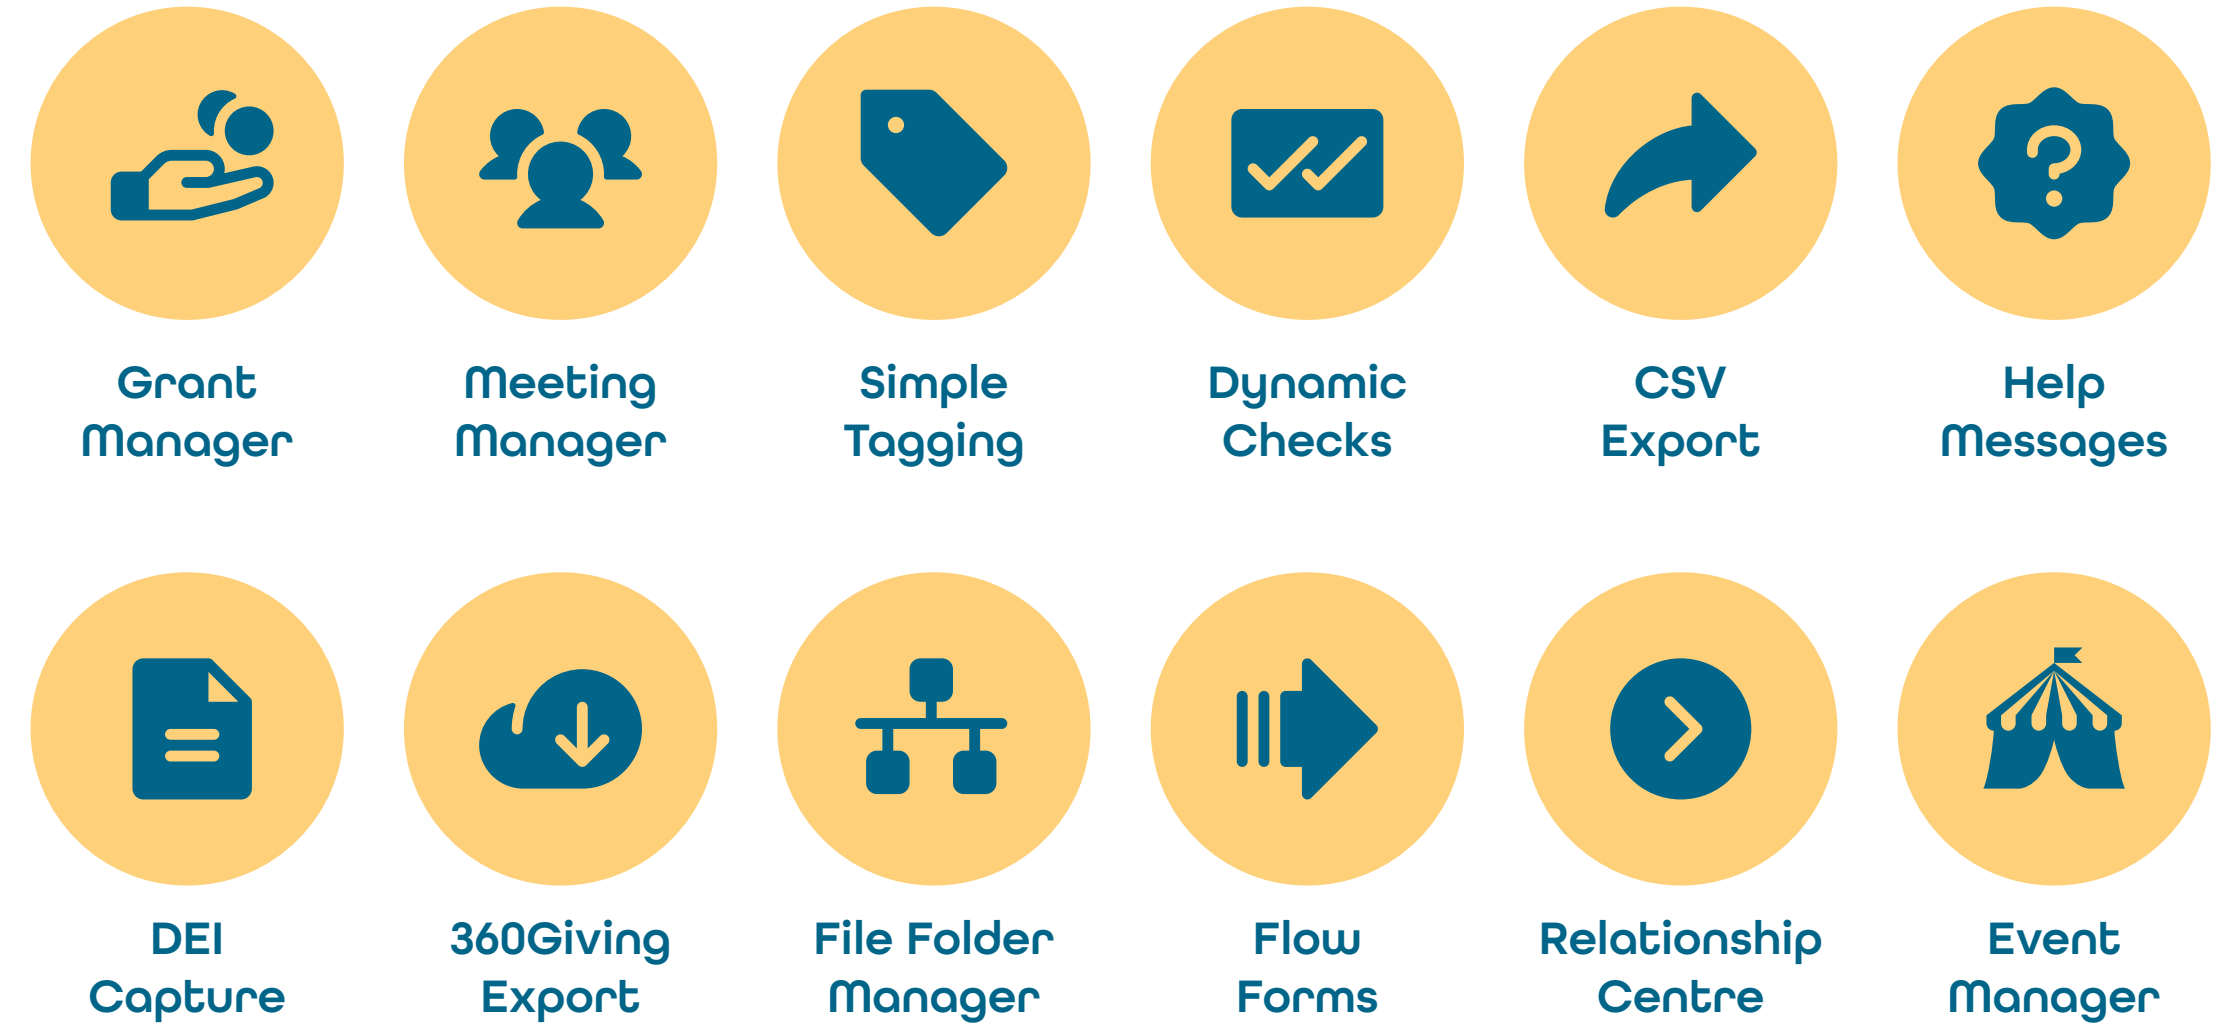 Grant
Manager
Meeting
Manager
Simple
Tagging
Dynamic
Checks
CSV
Export
Help
Messages
DEI
Capture
360Giving
Export
File Folder
Manager
Flow
Forms
Relationship
Centre
Event
Manager